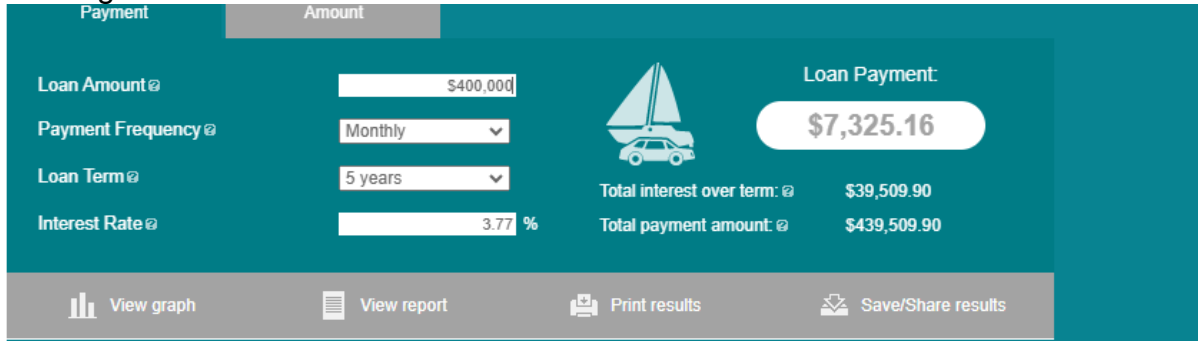 Payment Amount
Loan Amount $400,000
Payment Frequency Monthly
Loan Term 5 years
Interest Rate 3.77 %
Loan Payment:
$7,325.16
Total interest over term: $39,509.90
Total payment amount: $439,509.90
View graph View report Print results Save/Share results